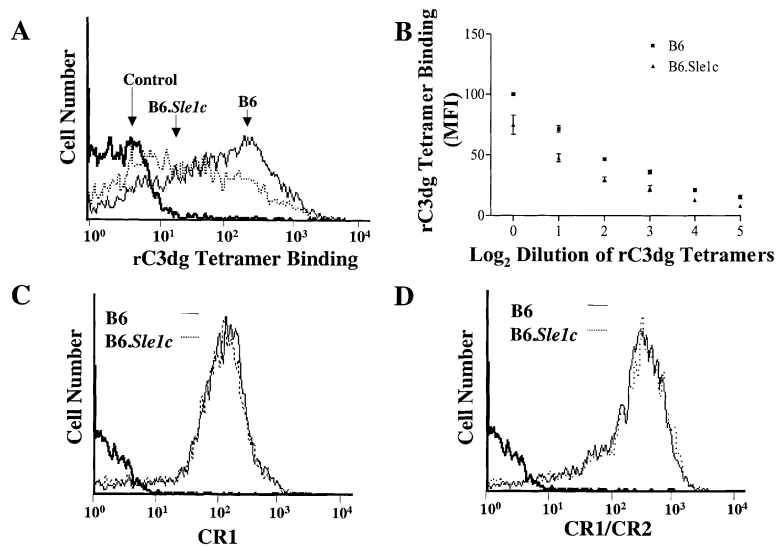 A
Cell Number
Control
B6.Sle1c
B6
10⁰ 10¹ 10² 10³ 10⁴
rC3dg Tetramer Binding
B
rC3dg Tetramer Binding
(MFI)
150
100
50
0
B6
B6.Sle1c
0 1 2 3 4 5
Log₂ Dilution of rC3dg Tetramers
C
Cell Number
B6
B6.Sle1c
10⁰ 10¹ 10² 10³ 10⁴
CR1
D
Cell Number
B6
B6.Sle1c
10⁰ 10¹ 10² 10³ 10⁴
CR1/CR2